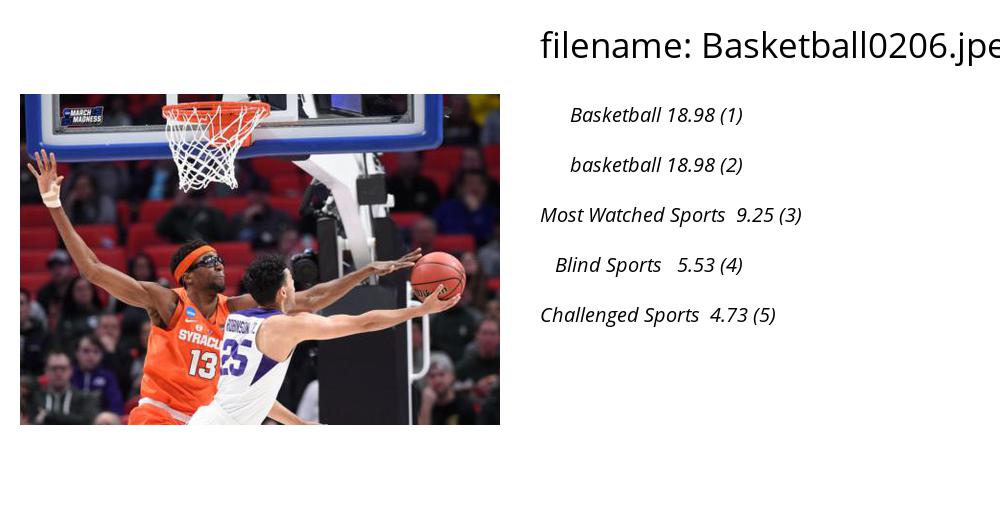 filename: Basketball0206.jpe
Basketball 18.98 (1)
basketball 18.98 (2)
Most Watched Sports 9.25 (3)
Blind Sports 5.53 (4)
Challenged Sports 4.73 (5)
MARCH
MADNESS
ROBINSON
25
SYRACU
13